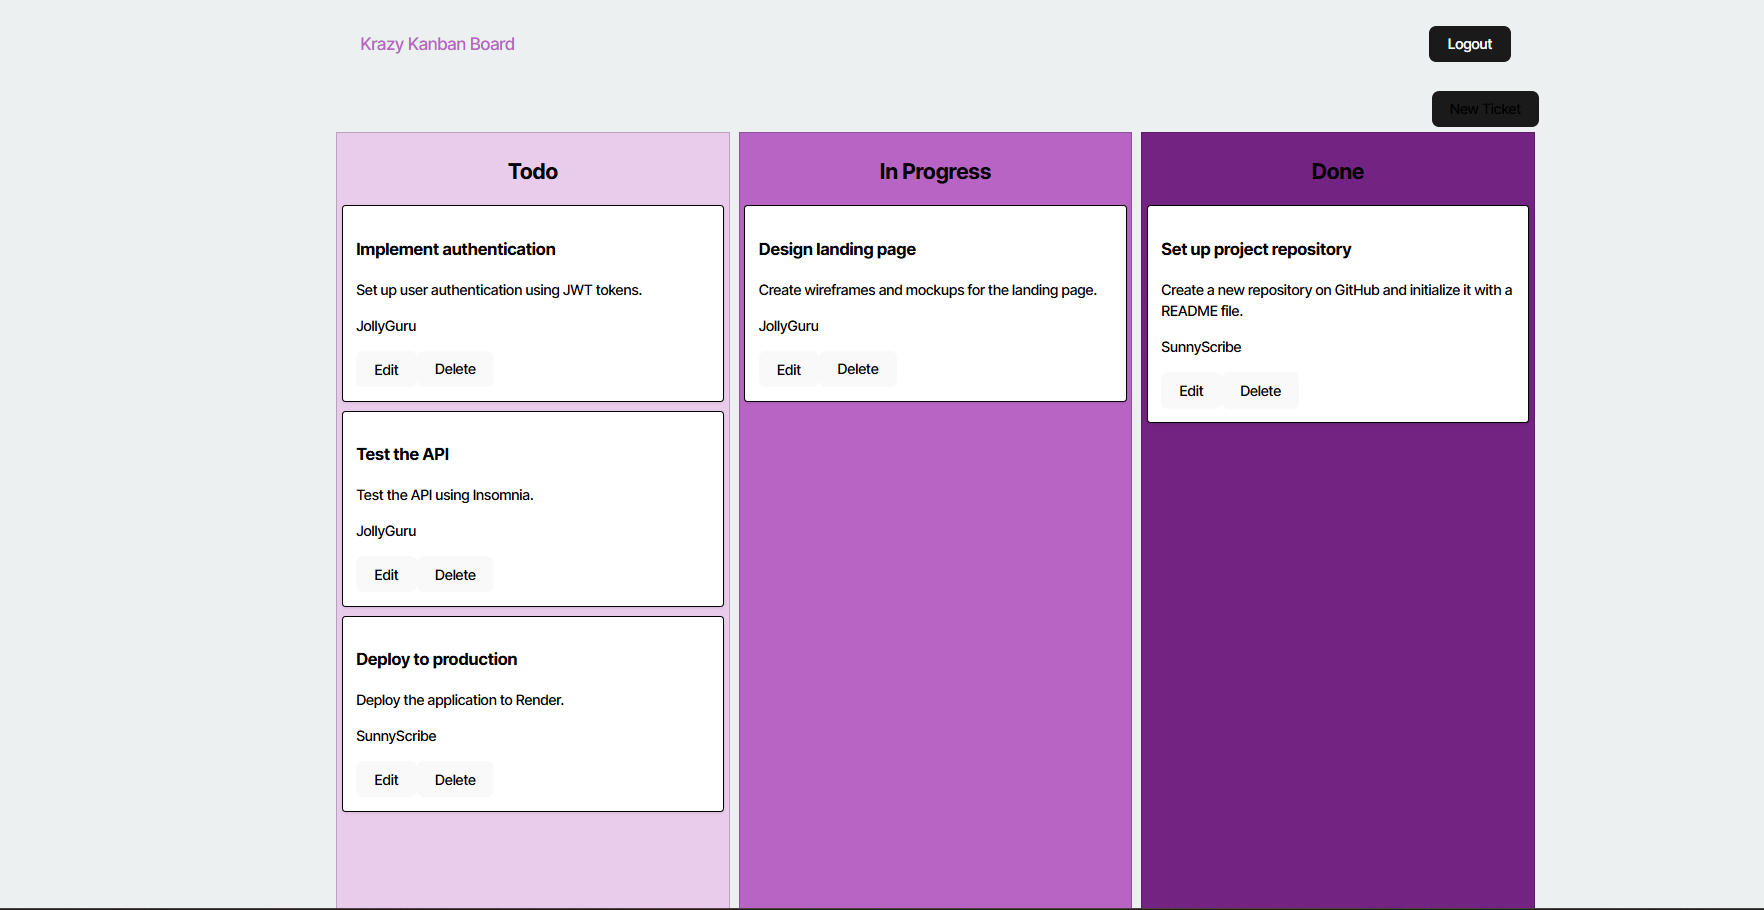 Krazy Kanban Board
Logout
New Ticket
Todo
Implement authentication
Set up user authentication using JWT tokens.
JollyGuru
Edit
Delete
Test the API
Test the API using Insomnia.
JollyGuru
Edit
Delete
Deploy to production
Deploy the application to Render.
SunnyScribe
Edit
Delete
In Progress
Design landing page
Create wireframes and mockups for the landing page.
JollyGuru
Edit
Delete
Done
Set up project repository
Create a new repository on GitHub and initialize it with a
README file.
SunnyScribe
Edit
Delete